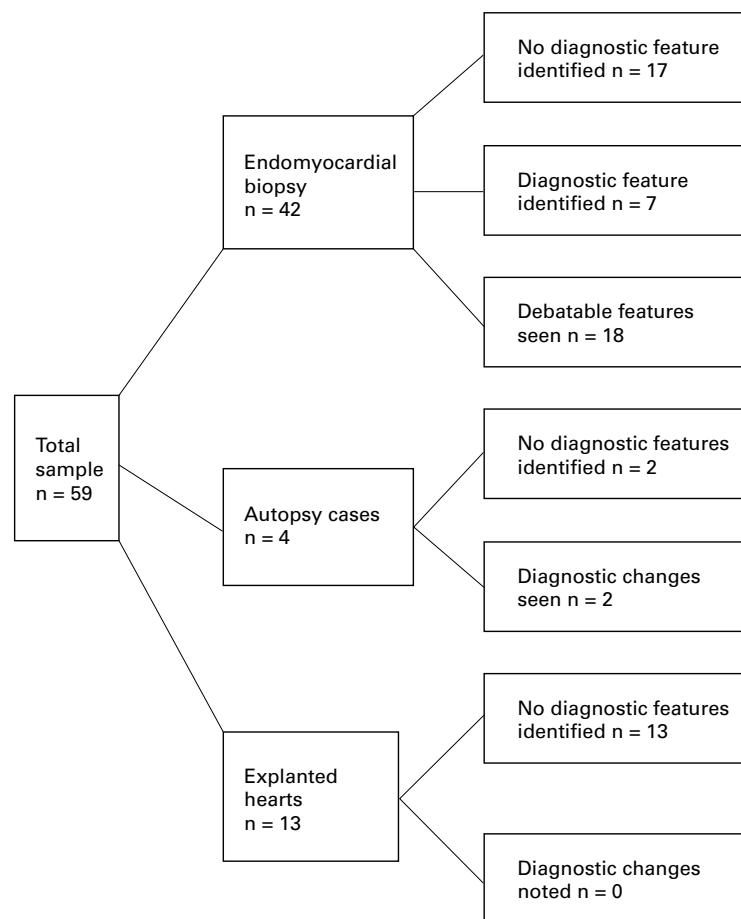 Total
sample
n = 59
Endomyocardial
biopsy
n = 42
No diagnostic feature
identified n = 17
Diagnostic feature
identified n = 7
Debatable features
seen n = 18
Autopsy cases
n = 4
No diagnostic features
identified n = 2
Diagnostic changes
seen n = 2
Explanted
hearts
n = 13
No diagnostic features
identified n = 13
Diagnostic changes
noted n = 0